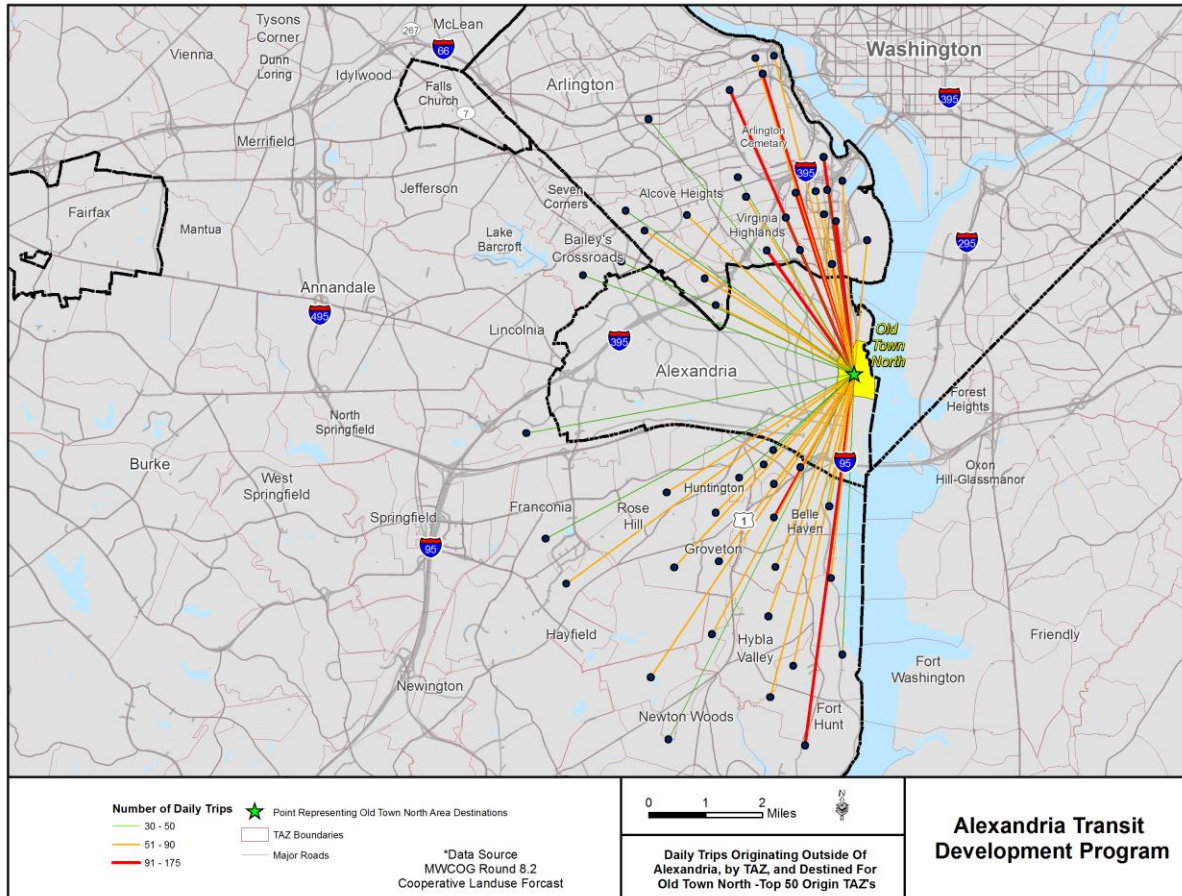 Tysons
Corner
McLean
267
66
Vienna
Dunn
Loring
Idylwood
Falls
Church
7
Arlington
Washington
395
Merrifield
Arlington
Cemetary
395
Jefferson
Seven
Corners
Alcove Heights
Fairfax
Mantua
Lake
Barcroft
Bailey's
Crossroads
Virginia
Highlands
295
Annandale
495
Lincolnia
395
Alexandria
Old
Town
North
Forest
Heights
North
Springfield
Burke
West
Springfield
95
Oxon
Hill-Glassmanor
Huntington
Springfield
Franconia
Rose
Hill
1
Belle
Haven
95
Groveton
Hayfield
Hybla
Valley
Friendly
Fort
Washington
Newington
Newton Woods
Fort
Hunt
Number of Daily Trips
30 - 50
51 - 90
91 - 175
Point Representing Old Town North Area Destinations
TAZ Boundaries
Major Roads
*Data Source
MWCOG Round 8.2
Cooperative Landuse Forcast
0 1 2
Miles
Daily Trips Originating Outside Of
Alexandria, by TAZ, and Destined For
Old Town North -Top 50 Origin TAZ's
Alexandria Transit
Development Program